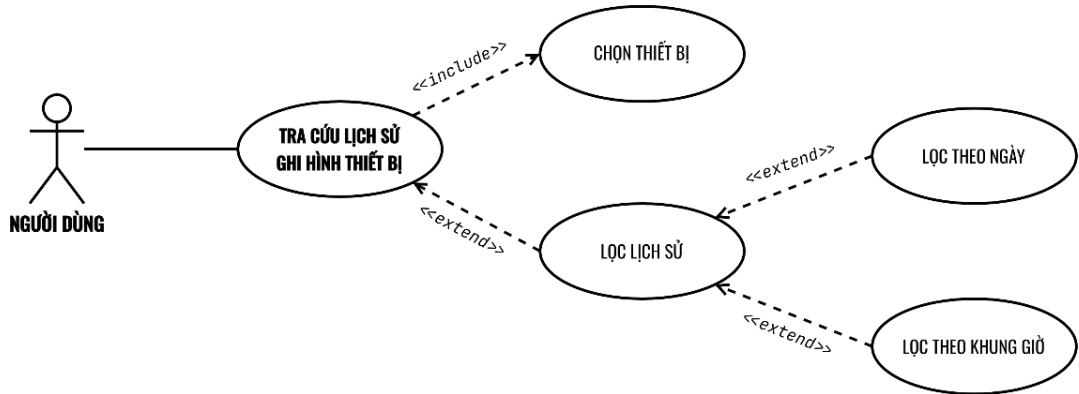 <<include>>
CHỌN THIẾT BỊ
TRA CỨU LỊCH SỬ
GHI HÌNH THIẾT BỊ
NGƯỜI DÙNG
<<extend>>
LỌC LỊCH SỬ
<<extend>>
LỌC THEO NGÀY
<<extend>>
LỌC THEO KHUNG GIỜ